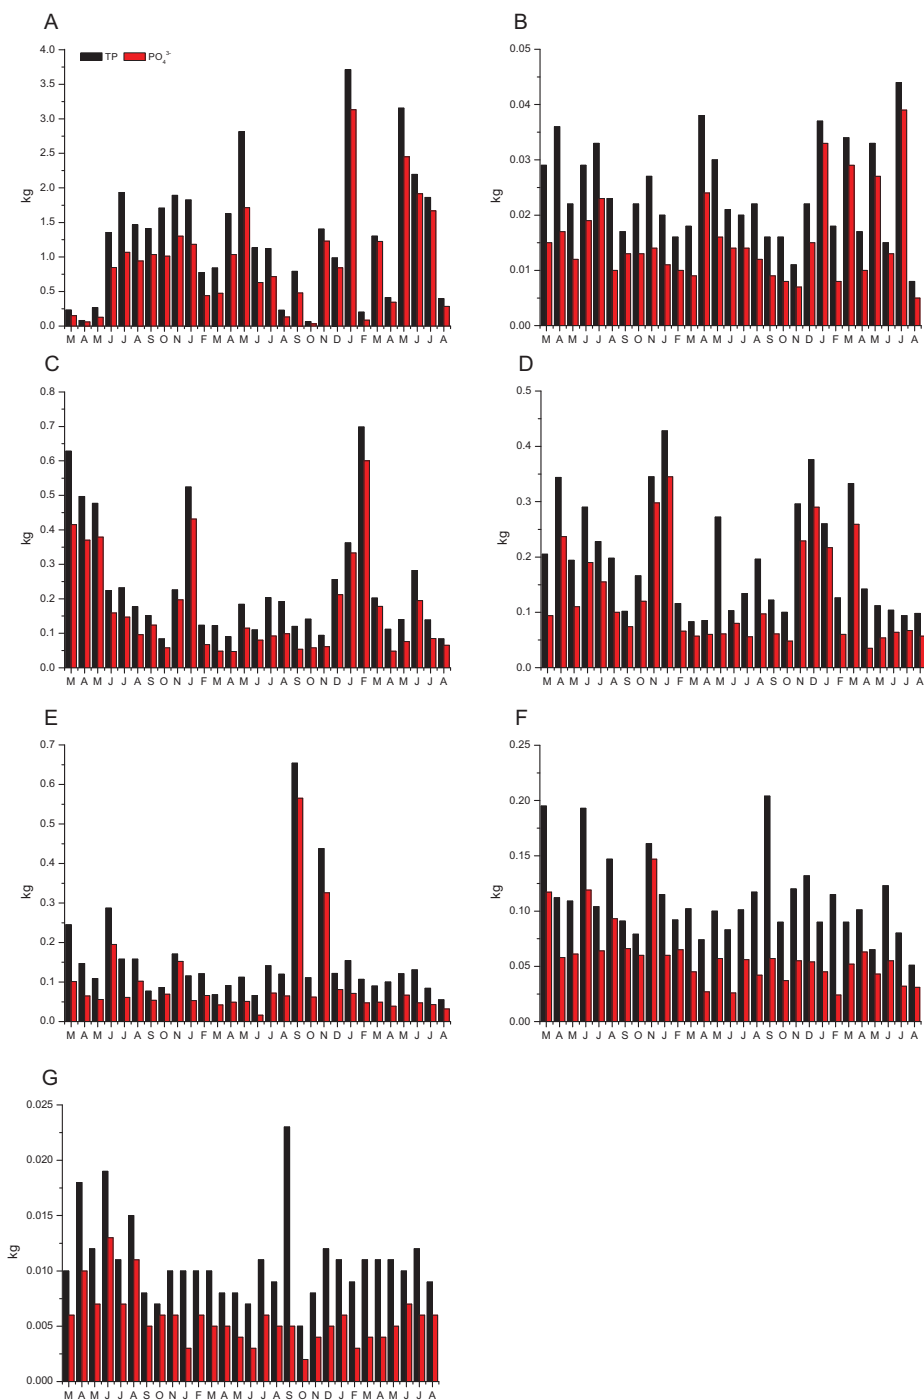 A
4.0
TP PO₄³⁻
3.5
3.0
2.5
kg
2.0
1.5
1.0
0.5
0.0
M A M J J A S O N J F M A M J J A S O N D J F M A M J J A
B
0.05
0.04
0.03
kg
0.02
0.01
0.00
M A M J J A S O N J F M A M J J A S O N D J F M A M J J A
C
0.8
0.7
0.6
0.5
kg
0.4
0.3
0.2
0.1
0.0
M A M J J A S O N J F M A M J J A S O N D J F M A M J J A
D
0.5
0.4
0.3
kg
0.2
0.1
0.0
M A M J J A S O N J F M A M J J A S O N D J F M A M J J A
E
0.7
0.6
0.5
0.4
kg
0.3
0.2
0.1
0.0
M A M J J A S O N J F M A M J J A S O N D J F M A M J J A
F
0.25
0.20
0.15
kg
0.10
0.05
0.00
M A M J J A S O N J F M A M J J A S O N D J F M A M J J A
G
0.025
0.020
0.015
kg
0.010
0.005
0.000
M A M J J A S O N J F M A M J J A S O N D J F M A M J J A